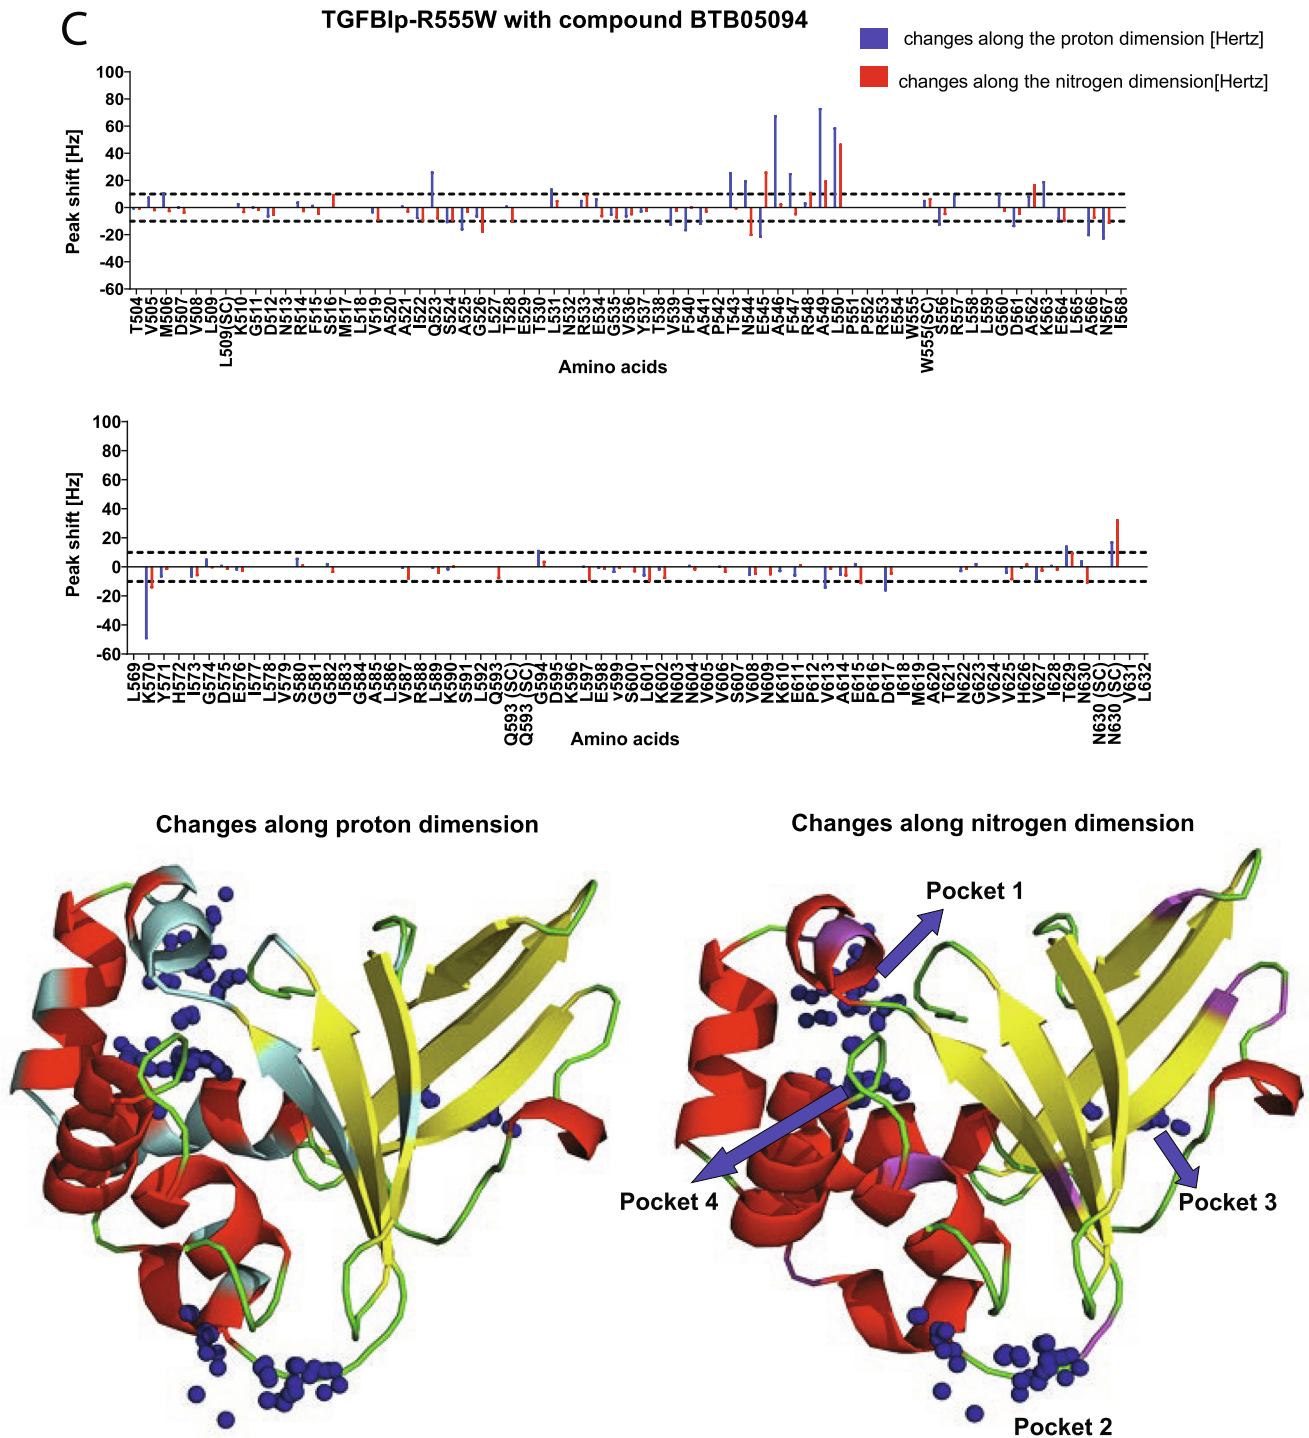 C
TGFBIp-R555W with compound BTB05094
changes along the proton dimension [Hertz]
changes along the nitrogen dimension[Hertz]
Peak shift [Hz]
100
80
60
40
20
0
-20
-40
-60
T504 V505 M506 D507 V508 L509 L509(SC) K510 G511 D512 N513 R514 F515 S516 M517 L518 V519 A520 A521 I522 Q523 S524 A525 G526 L527 T528 E529 T530 L531 N532 R533 E534 G535 V536 Y537 T538 V539 F540 A541 P542 T543 N544 E545 A546 F547 R548 A549 L550 P551 P552 R553 E554 W555 W555(SC) S556 R557 L558 L559 G560 D561 A562 K563 E564 L565 A566 N567 I568
Amino acids
Peak shift [Hz]
100
80
60
40
20
0
-20
-40
-60
L569 K570 Y571 H572 I573 G574 D575 E576 I577 L578 V579 S580 G581 G582 I583 G584 A585 L586 V587 R588 L589 K590 S591 L592 Q593 Q593 (SC) Q593 (SC) G594 D595 K596 L597 E598 v599 S600 L601 K602 N603 N604 V605 V606 S607 V608 N609 K610 E611 P612 V613 A614 E615 P616 D617 I618 M619 A620 T621 N622 G623 V624 V625 H626 V627 I628 T629 N630 N630 (SC) N630 (SC) V631 L632
Amino acids
Changes along proton dimension
Changes along nitrogen dimension
Pocket 1
Pocket 4
Pocket 3
Pocket 2